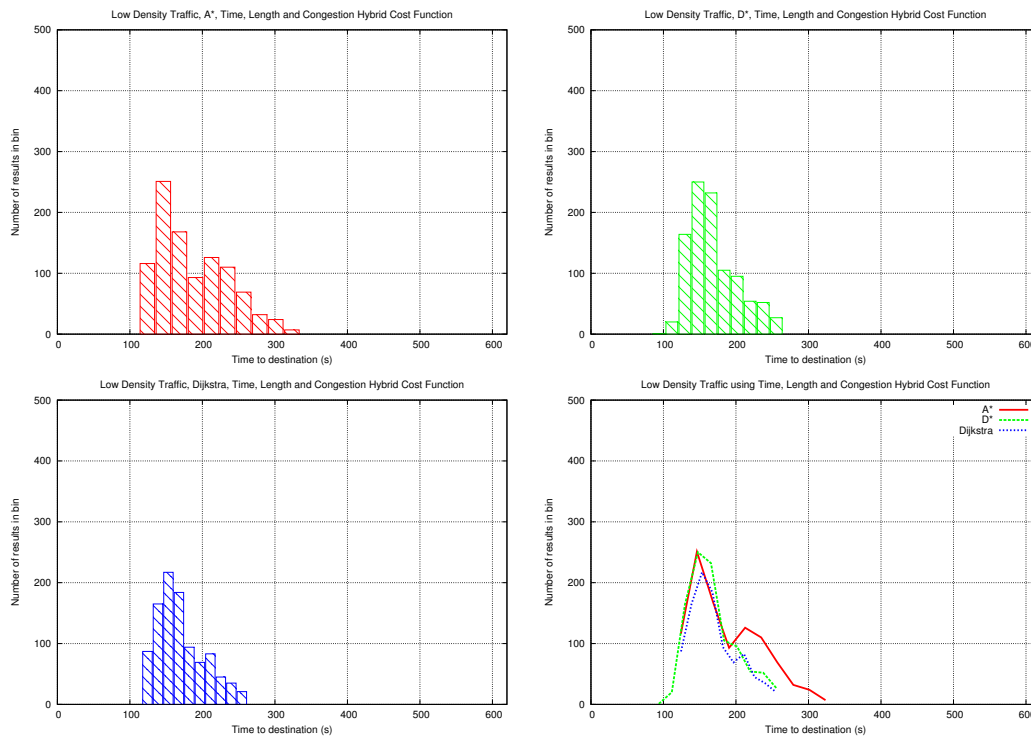 Low Density Traffic, A*, Time, Length and Congestion Hybrid Cost Function
500
400
300
200
100
0
Number of results in bin
0 100 200 300 400 500 600
Time to destination (s)
Low Density Traffic, D*, Time, Length and Congestion Hybrid Cost Function
500
400
300
200
100
0
Number of results in bin
0 100 200 300 400 500 600
Time to destination (s)
Low Density Traffic, Dijkstra, Time, Length and Congestion Hybrid Cost Function
500
400
300
200
100
0
Number of results in bin
0 100 200 300 400 500 600
Time to destination (s)
Low Density Traffic using Time, Length and Congestion Hybrid Cost Function
500
400
300
200
100
0
Number of results in bin
A*
D*
Dijkstra
0 100 200 300 400 500 600
Time to destination (s)